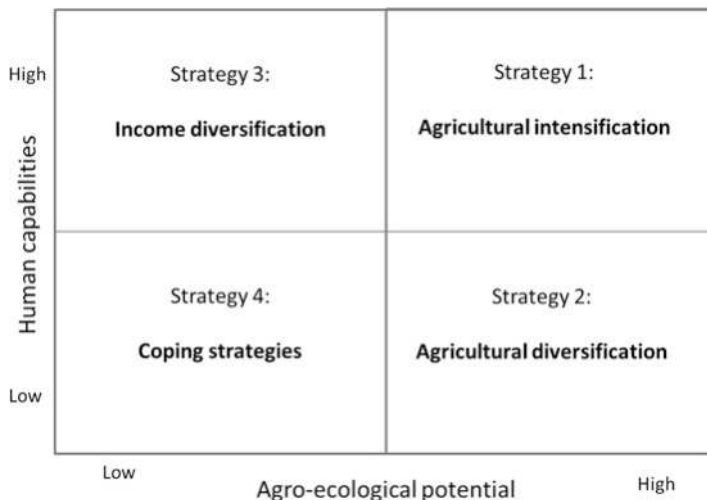 High
Strategy 3:
Strategy 1:
Income diversification
Agricultural intensification
Human capabilities
Strategy 4:
Strategy 2:
Coping strategies
Agricultural diversification
Low
Low
Agro-ecological potential
High